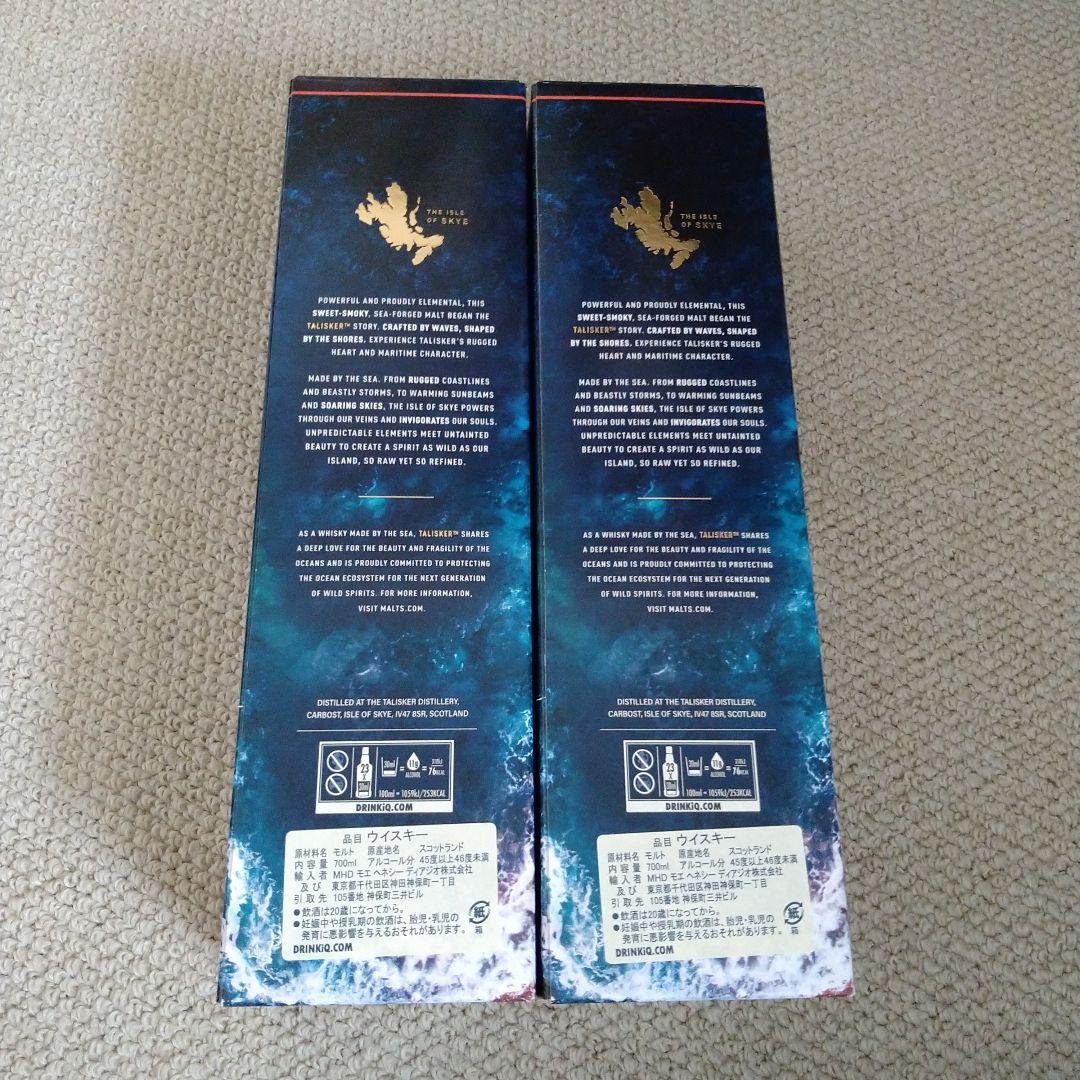 THE ISLE
OF SKYE
POWERFUL AND PROUDLY ELEMENTAL, THIS
SWEET-SMOKY, SEA-FORGED MALT BEGAN THE
TALISKER™ STORY. CRAFTED BY WAVES, SHAPED
BY THE SHORES. EXPERIENCE TALISKER'S RUGGED
HEART AND MARITIME CHARACTER.
MADE BY THE SEA. FROM RUGGED COASTLINES
AND BEASTLY STORMS, TO WARMING SUNBEAMS
AND SOARING SKIES, THE ISLE OF SKYE POWERS
THROUGH OUR VEINS AND INVIGORATES OUR SOULS.
UNPREDICTABLE ELEMENTS MEET UNTAINTED
BEAUTY TO CREATE A SPIRIT AS WILD AS OUR
ISLAND, SO RAW YET SO REFINED.
AS A WHISKY MADE BY THE SEA, TALISKER™ SHARES
A DEEP LOVE FOR THE BEAUTY AND FRAGILITY OF THE
OCEANS AND IS PROUDLY COMMITTED TO PROTECTING
THE OCEAN ECOSYSTEM FOR THE NEXT GENERATION
OF WILD SPIRITS. FOR MORE INFORMATION,
VISIT MALTS.COM.
DISTILLED AT THE TALISKER DISTILLERY,
CARBOST, ISLE OF SKYE, IV47 8SR, SCOTLAND
23 X 30ml 30ml = 11g ALCOHOL = 318kJ 76KCAL
100ml = 1059kJ/253KCAL
DRINKiQ.COM
品目 ウイスキー
原材料名 モルト 原産地名 スコットランド
内容量 700ml アルコール分 45度以上46度未満
輸入者 MHD モエ ヘネシー ディアジオ株式会社
及び 東京都千代田区神田神保町一丁目
引取先 105番地 神保町三井ビル
●飲酒は20歳になってから。
●妊娠中や授乳期の飲酒は、胎児・乳児の
発育に悪影響を与えるおそれがあります。
紙
箱
DRINKiQ.COM
THE ISLE
OF SKYE
POWERFUL AND PROUDLY ELEMENTAL, THIS
SWEET-SMOKY, SEA-FORGED MALT BEGAN THE
TALISKER™ STORY. CRAFTED BY WAVES, SHAPED
BY THE SHORES. EXPERIENCE TALISKER'S RUGGED
HEART AND MARITIME CHARACTER.
MADE BY THE SEA. FROM RUGGED COASTLINES
AND BEASTLY STORMS, TO WARMING SUNBEAMS
AND SOARING SKIES, THE ISLE OF SKYE POWERS
THROUGH OUR VEINS AND INVIGORATES OUR SOULS.
UNPREDICTABLE ELEMENTS MEET UNTAINTED
BEAUTY TO CREATE A SPIRIT AS WILD AS OUR
ISLAND, SO RAW YET SO REFINED.
AS A WHISKY MADE BY THE SEA, TALISKER™ SHARES
A DEEP LOVE FOR THE BEAUTY AND FRAGILITY OF THE
OCEANS AND IS PROUDLY COMMITTED TO PROTECTING
THE OCEAN ECOSYSTEM FOR THE NEXT GENERATION
OF WILD SPIRITS. FOR MORE INFORMATION,
VISIT MALTS.COM.
DISTILLED AT THE TALISKER DISTILLERY,
CARBOST, ISLE OF SKYE, IV47 8SR, SCOTLAND
23 X 30ml 30ml = 11g ALCOHOL = 318kJ 76KCAL
100ml = 1059kJ/253KCAL
DRINKiQ.COM
品目 ウイスキー
原材料名 モルト 原産地名 スコットランド
内容量 700ml アルコール分 45度以上46度未満
輸入者 MHD モエ ヘネシー ディアジオ株式会社
及び 東京都千代田区神田神保町一丁目
引取先 105番地 神保町三井ビル
●飲酒は20歳になってから。
●妊娠中や授乳期の飲酒は、胎児・乳児の
発育に悪影響を与えるおそれがあります。
紙
箱
DRINKiQ.COM